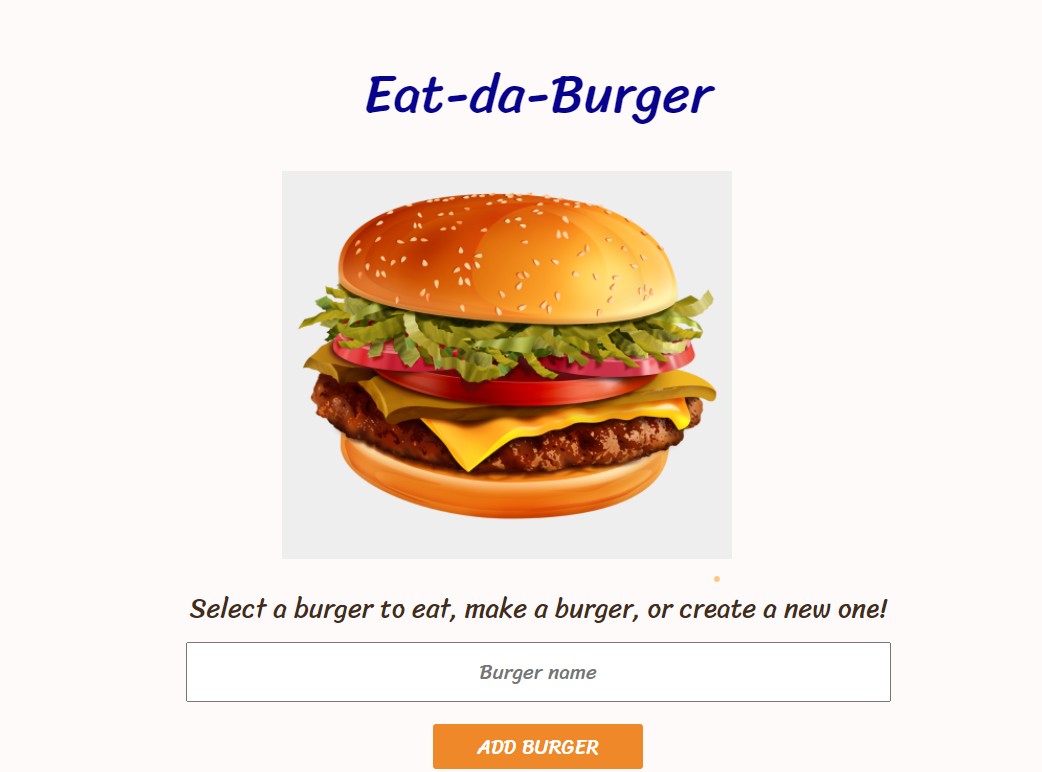 Eat-da-Burger
Select a burger to eat, make a burger, or create a new one!
Burger name
ADD BURGER